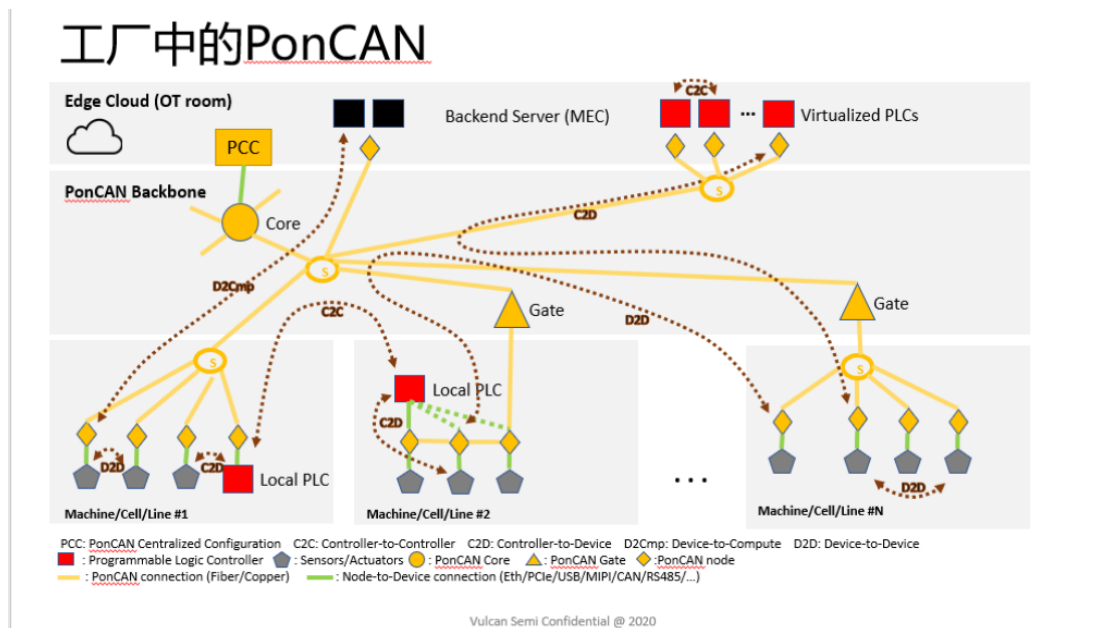 工厂中的PonCAN
Edge Cloud (OT room)
C2C
Backend Server (MEC)
...
Virtualized PLCs
PCC
PonCAN Backbone
S
Core
C2D
S
D2Cmp
C2C
Gate
D2D
Gate
S
S
Local PLC
C2D
D2D
C2D
Local PLC
D2D
...
Machine/Cell/Line #1
Machine/Cell/Line #2
Machine/Cell/Line #N
PCC: PonCAN Centralized Configuration C2C: Controller-to-Controller C2D: Controller-to-Device D2Cmp: Device-to-Compute D2D: Device-to-Device
: Programmable Logic Controller : Sensors/Actuators : PonCAN Core : PonCAN Gate :PonCAN node
: PonCAN connection (Fiber/Copper) : Node-to-Device connection (Eth/PCIe/USB/MIPI/CAN/RS485/...)
Vulcan Semi Confidential @ 2020